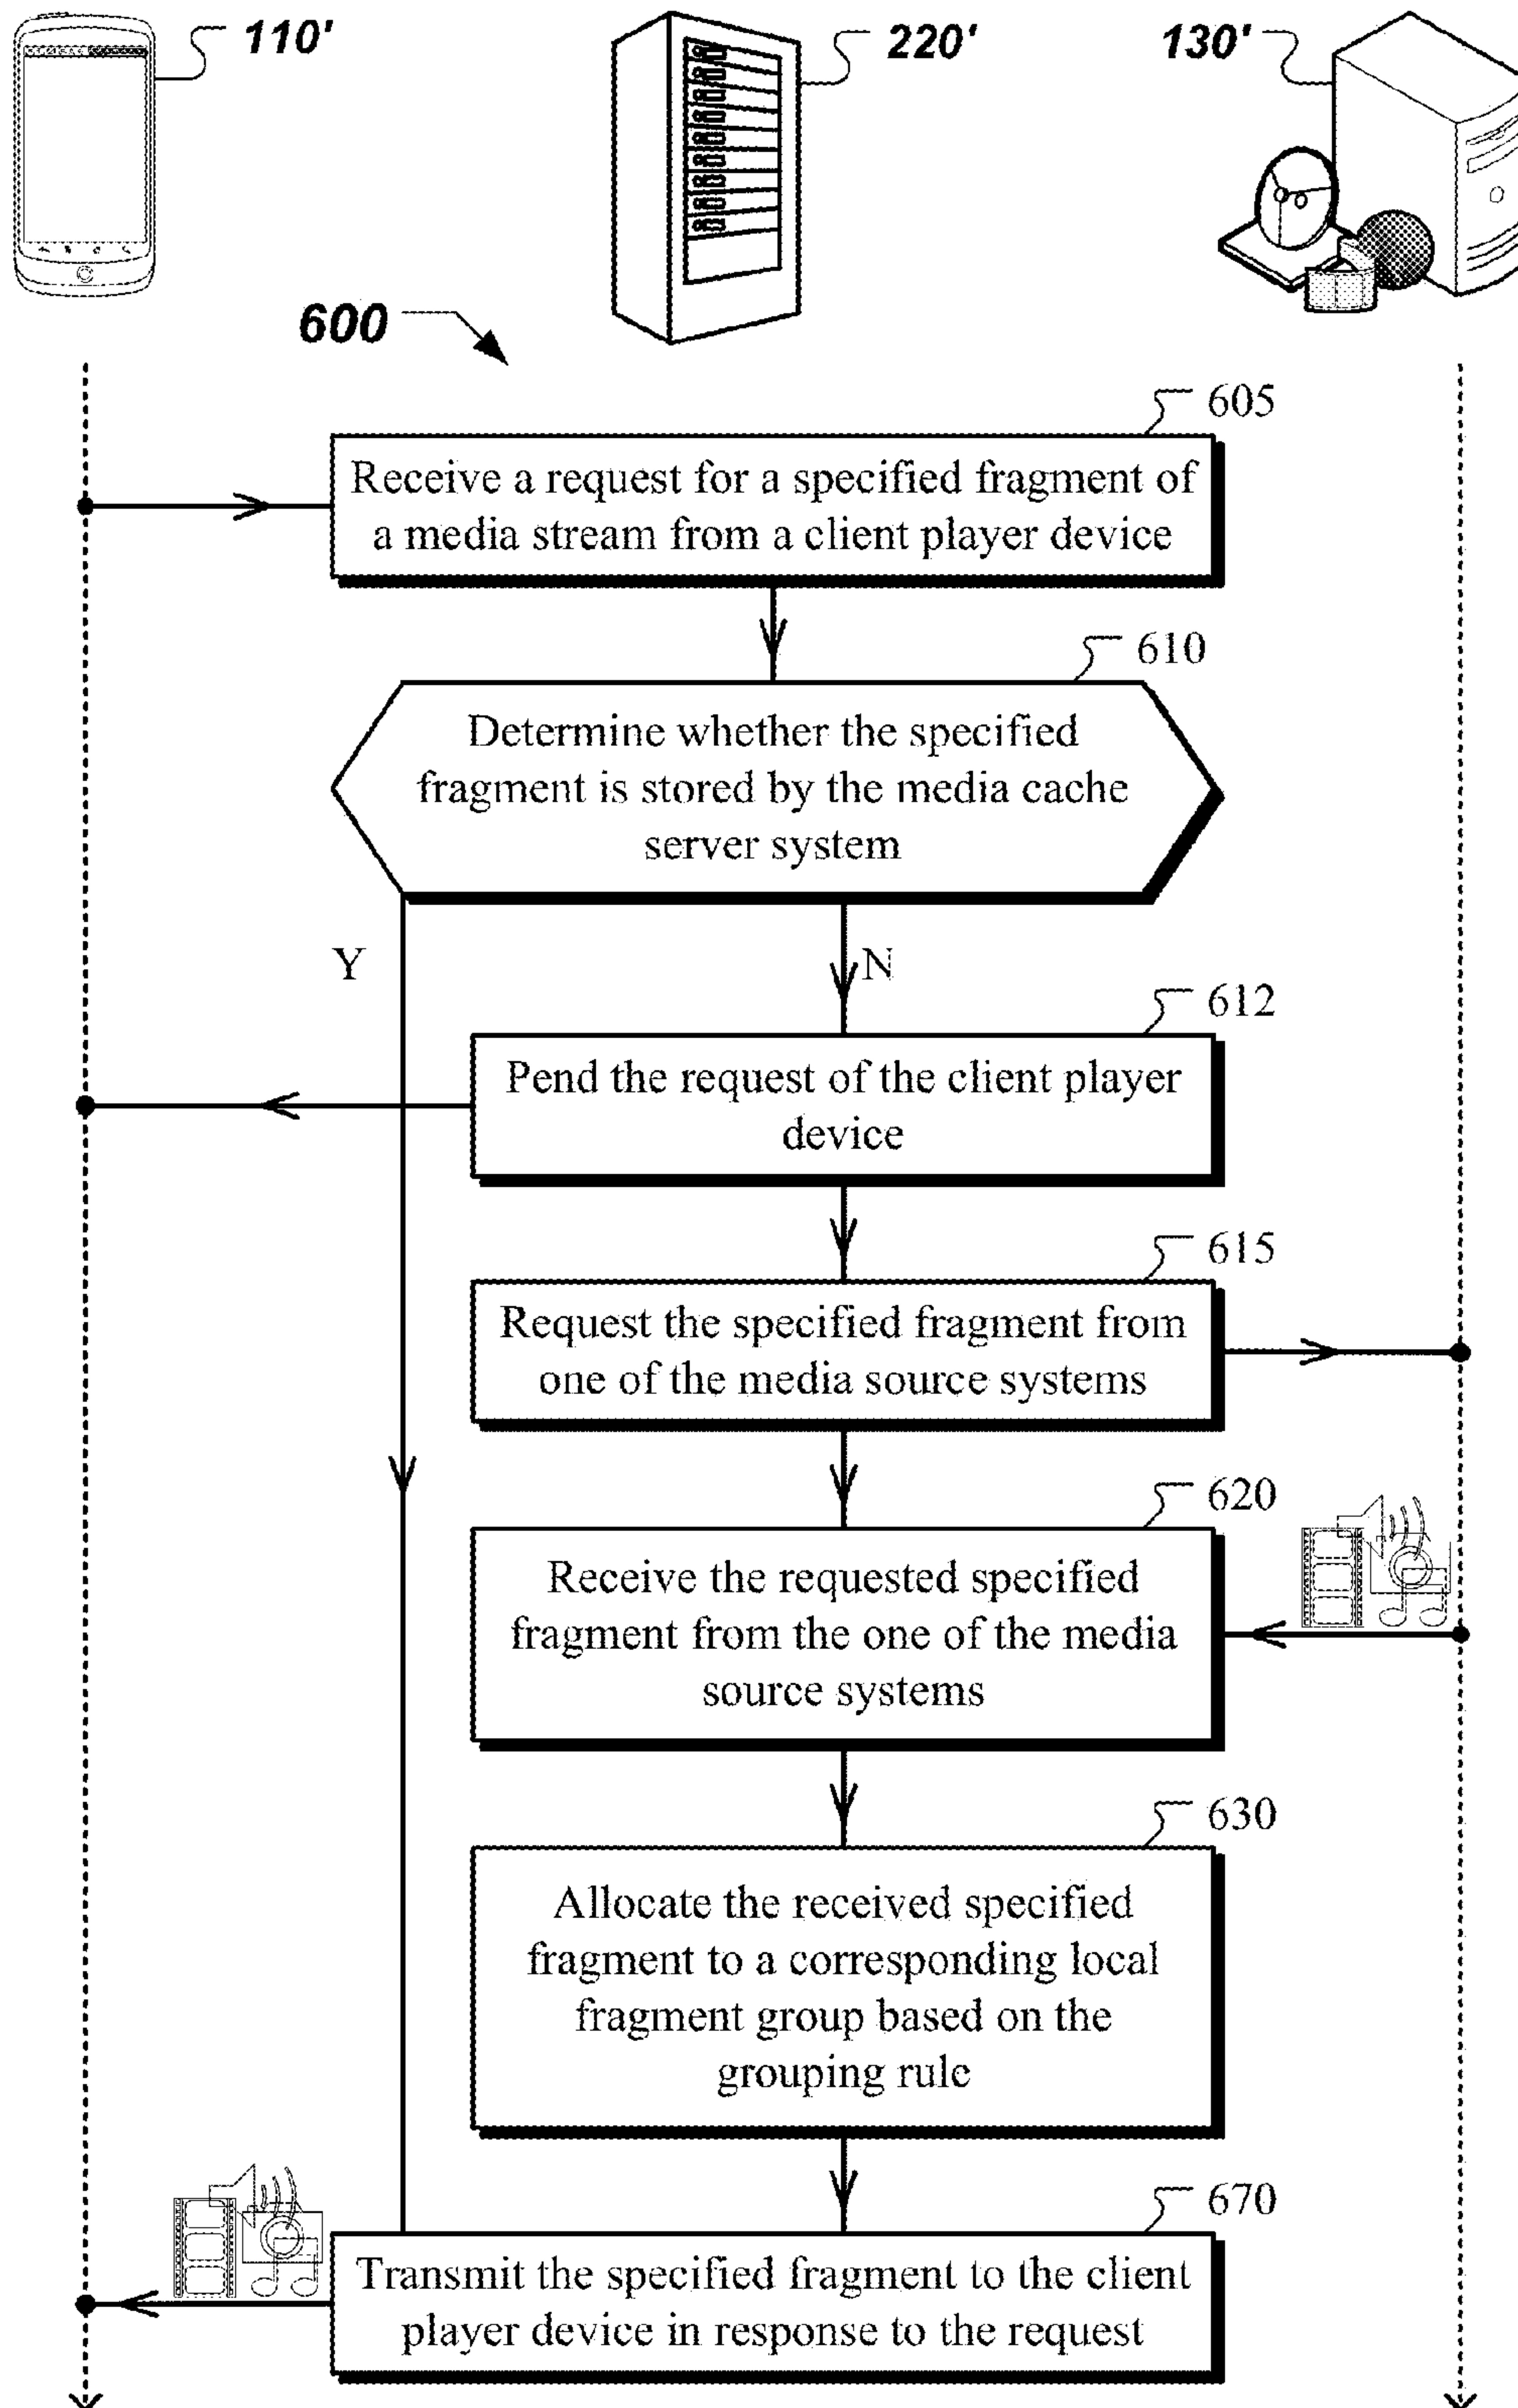 110'
220'
130'
600
605
Receive a request for a specified fragment of
a media stream from a client player device
610
Determine whether the specified
fragment is stored by the media cache
server system
Y
N
612
Pend the request of the client player
device
615
Request the specified fragment from
one of the media source systems
620
Receive the requested specified
fragment from the one of the media
source systems
630
Allocate the received specified
fragment to a corresponding local
fragment group based on the
grouping rule
670
Transmit the specified fragment to the client
player device in response to the request